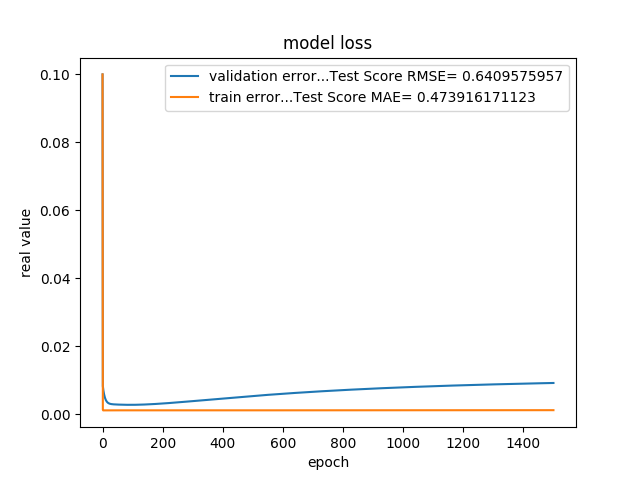 model loss
validation error...Test Score RMSE= 0.6409575957
train error...Test Score MAE= 0.473916171123
0.10
0.08
0.06
0.04
0.02
0.00
real value
0 200 400 600 800 1000 1200 1400
epoch